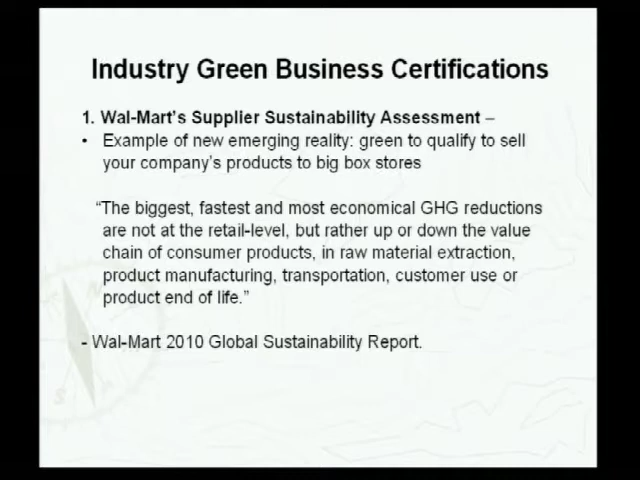 Industry Green Business Certifications
1. Wal-Mart's Supplier Sustainability Assessment –
• Example of new emerging reality: green to qualify to sell
your company's products to big box stores
“The biggest, fastest and most economical GHG reductions
are not at the retail-level, but rather up or down the value
chain of consumer products, in raw material extraction,
product manufacturing, transportation, customer use or
product end of life.”
- Wal-Mart 2010 Global Sustainability Report.
S